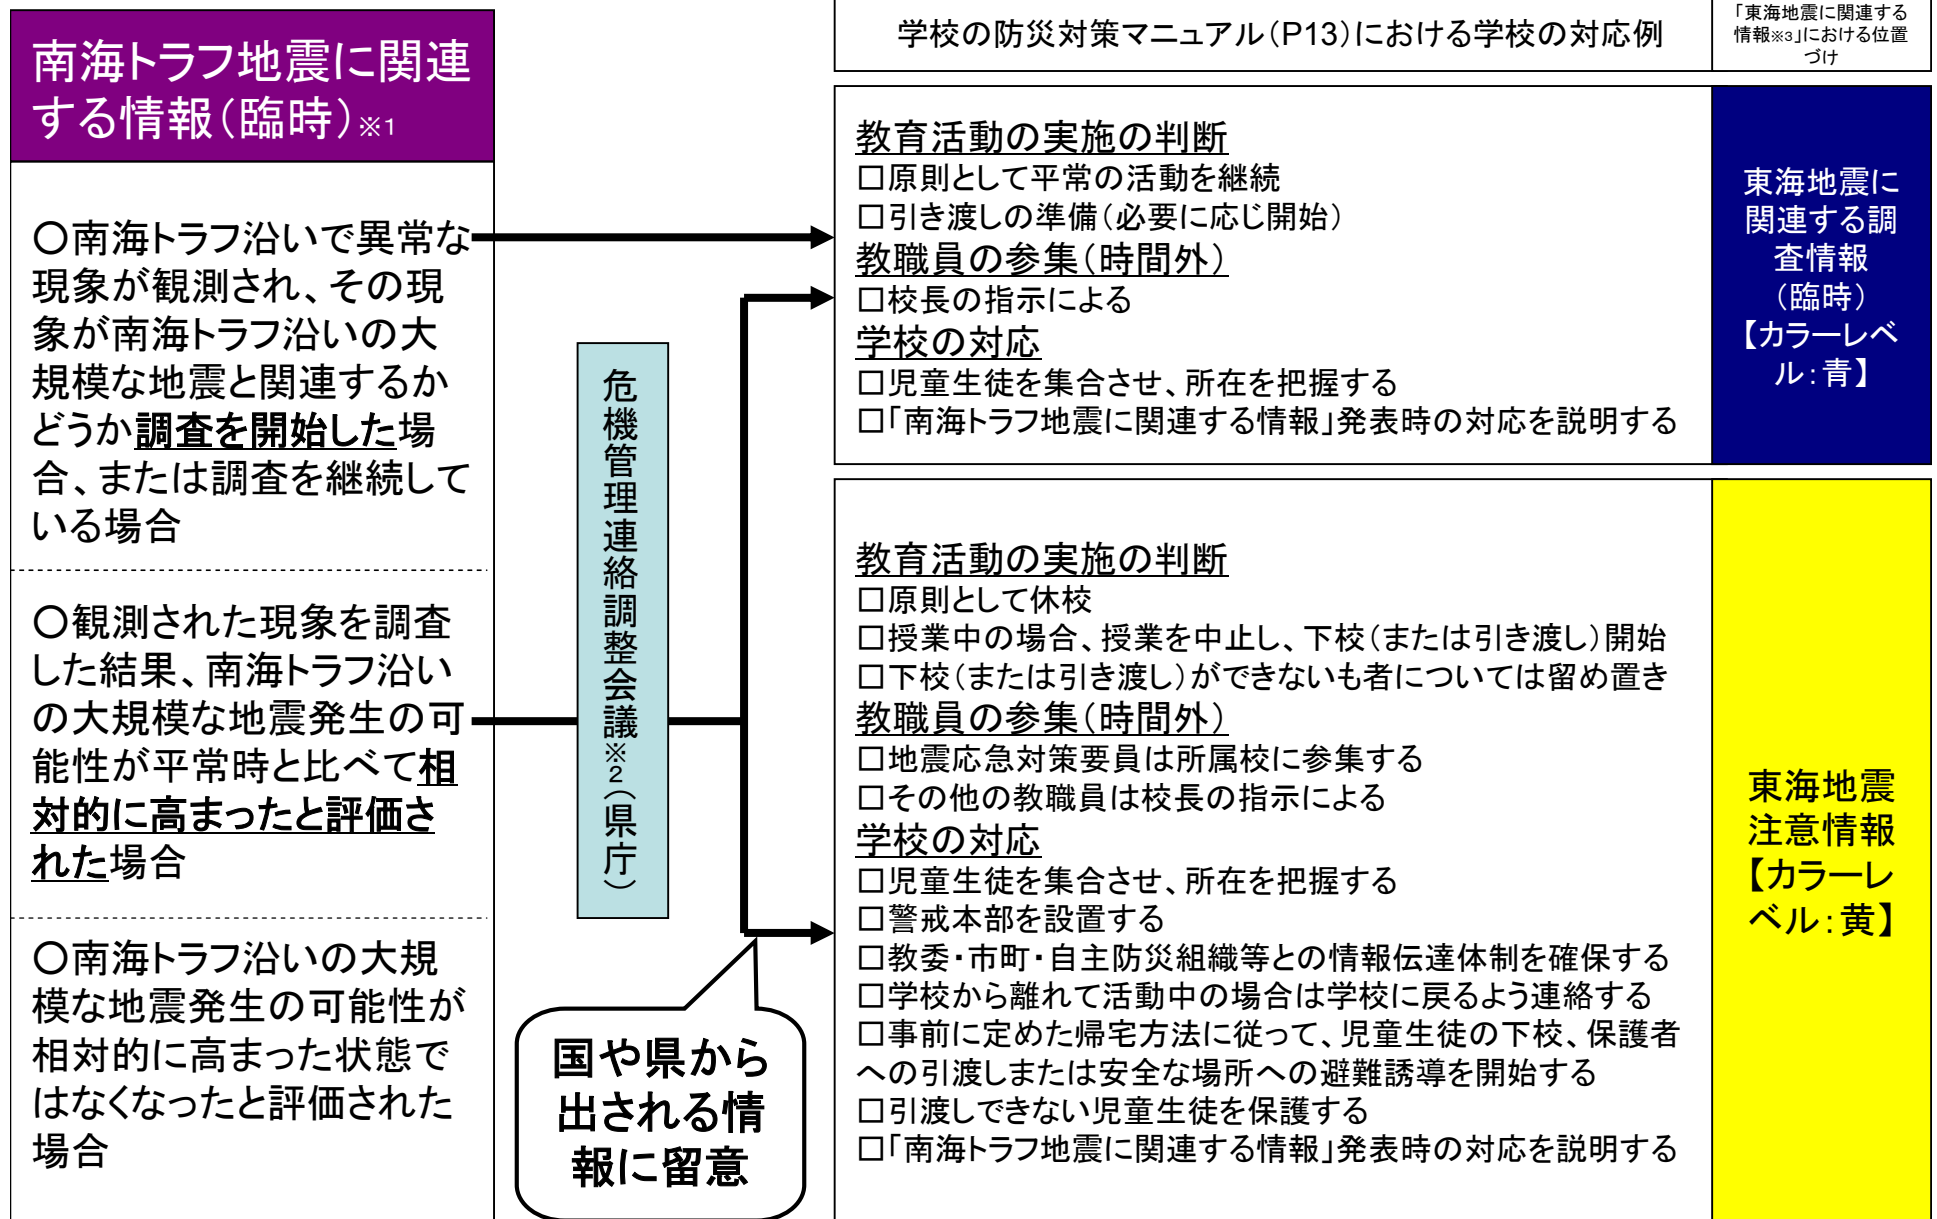 南海トラフ地震に関連
する情報（臨時）※1
〇南海トラフ沿いで異常な
現象が観測され、その現
象が南海トラフ沿いの大
規模な地震と関連するか
どうか調査を開始した場
合、または調査を継続して
いる場合
〇観測された現象を調査
した結果、南海トラフ沿い
の大規模な地震発生の可
能性が平常時と比べて相
対的に高まったと評価さ
れた場合
〇南海トラフ沿いの大規
模な地震発生の可能性が
相対的に高まった状態で
はなくなったと評価された
場合
危機管理連絡調整会議※2（県庁）
国や県から
出される情
報に留意
学校の防災対策マニュアル（P13）における学校の対応例
「東海地震に関連する
情報※3」における位置
づけ
教育活動の実施の判断
□原則として平常の活動を継続
□引き渡しの準備（必要に応じ開始）
教職員の参集（時間外）
□校長の指示による
学校の対応
□児童生徒を集合させ、所在を把握する
□「南海トラフ地震に関連する情報」発表時の対応を説明する
東海地震に
関連する調
査情報
（臨時）
【カラーレベ
ル：青】
教育活動の実施の判断
□原則として休校
□授業中の場合、授業を中止し、下校（または引き渡し）開始
□下校（または引き渡し）ができないも者については留め置き
教職員の参集（時間外）
□地震応急対策要員は所属校に参集する
□その他の教職員は校長の指示による
学校の対応
□児童生徒を集合させ、所在を把握する
□警戒本部を設置する
□教委・市町・自主防災組織等との情報伝達体制を確保する
□学校から離れて活動中の場合は学校に戻るよう連絡する
□事前に定めた帰宅方法に従って、児童生徒の下校、保護者
への引渡しまたは安全な場所への避難誘導を開始する
□引渡しできない児童生徒を保護する
□「南海トラフ地震に関連する情報」発表時の対応を説明する
東海地震
注意情報
【カラーレ
ベル：黄】